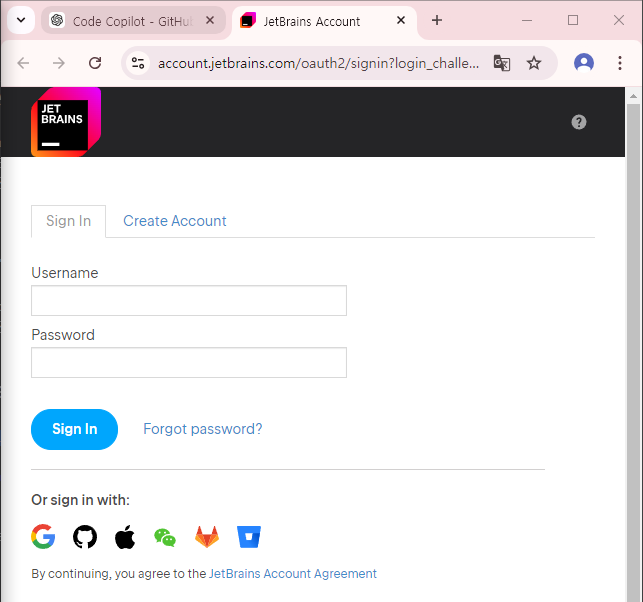 Code Copilot - GitHu
JetBrains Account
account.jetbrains.com/oauth2/signin?login_challe...
JET
BRAINS
Sign In
Create Account
Username
Password
Sign In
Forgot password?
Or sign in with:
By continuing, you agree to the JetBrains Account Agreement